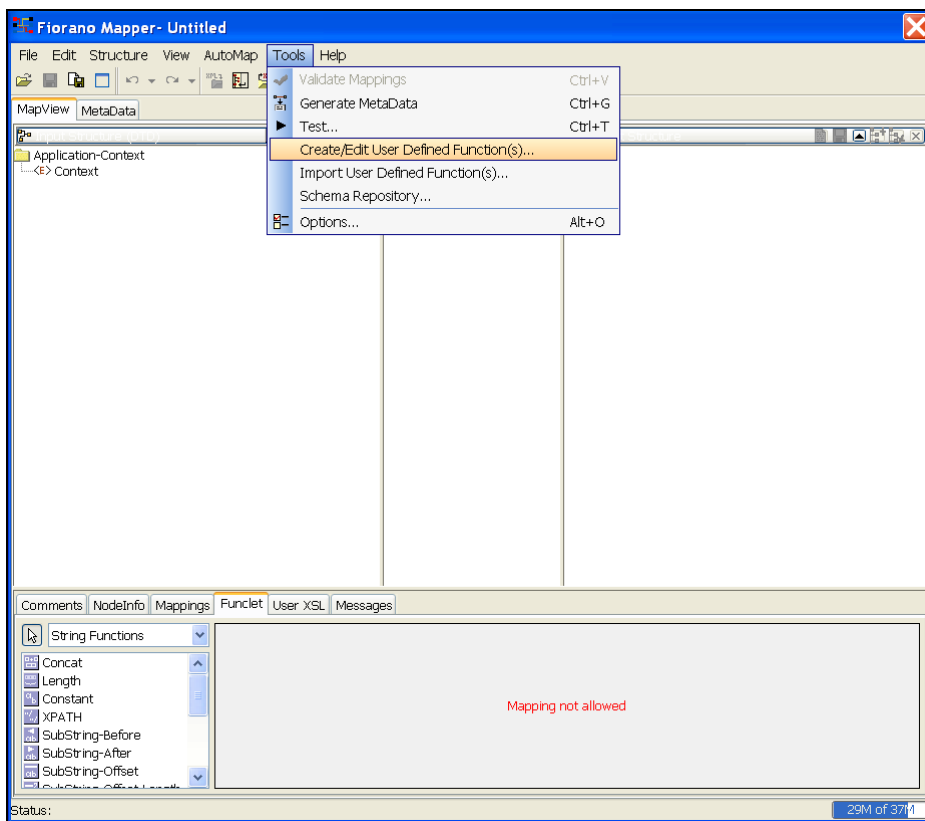 Fiorano Mapper- Untitled
File Edit Structure View AutoMap Tools Help
Validate Mappings Ctrl+V
Generate MetaData Ctrl+G
Test... Ctrl+T
Create/Edit User Defined Function(s)...
Import User Defined Function(s)...
Schema Repository...
Options... Alt+O
MapView MetaData
Application-Context
<E> Context
Comments NodeInfo Mappings Funclet User XSL Messages
String Functions
Concat
Length
Constant
XPATH
SubString-Before
SubString-After
SubString-Offset
Mapping not allowed
Status:
29M of 37M